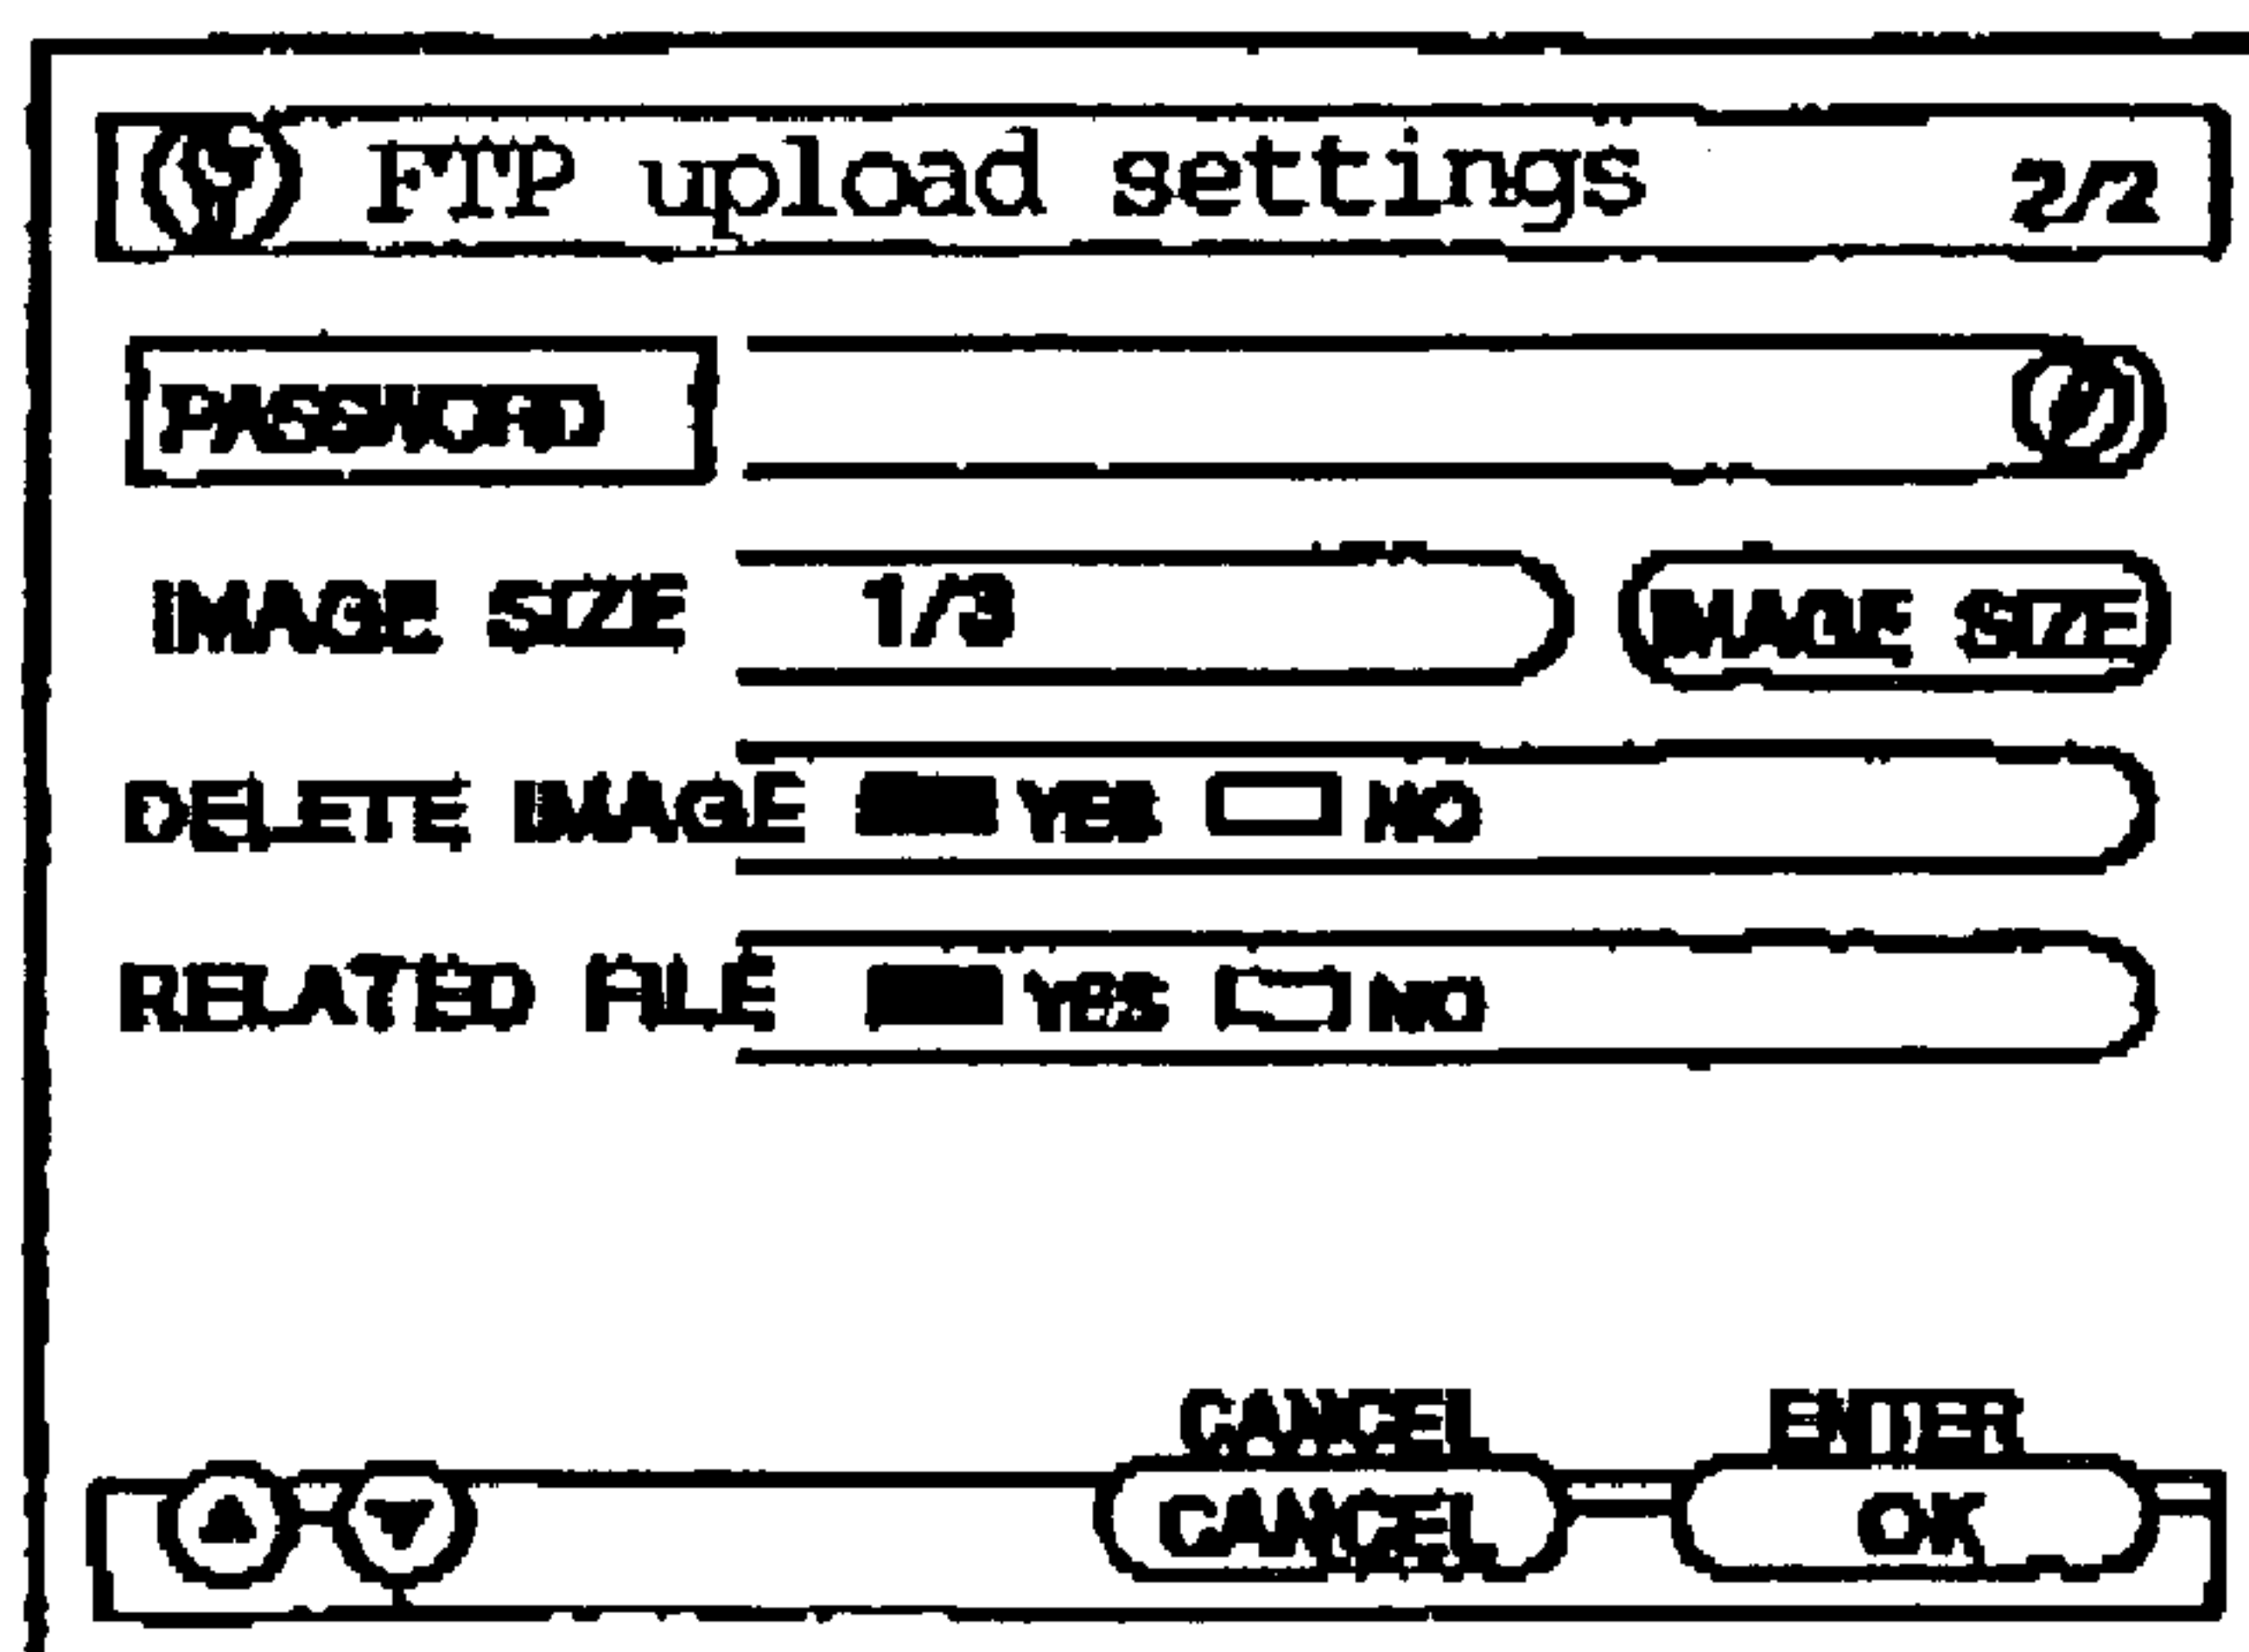 FTP upload settings 2/2
PASSWORD
IMAGE SIZE 1/3 IMAGE SIZE
DELETE IMAGE YES NO
RELATED FILE YES NO
CANCEL ENTER
CANCEL OK